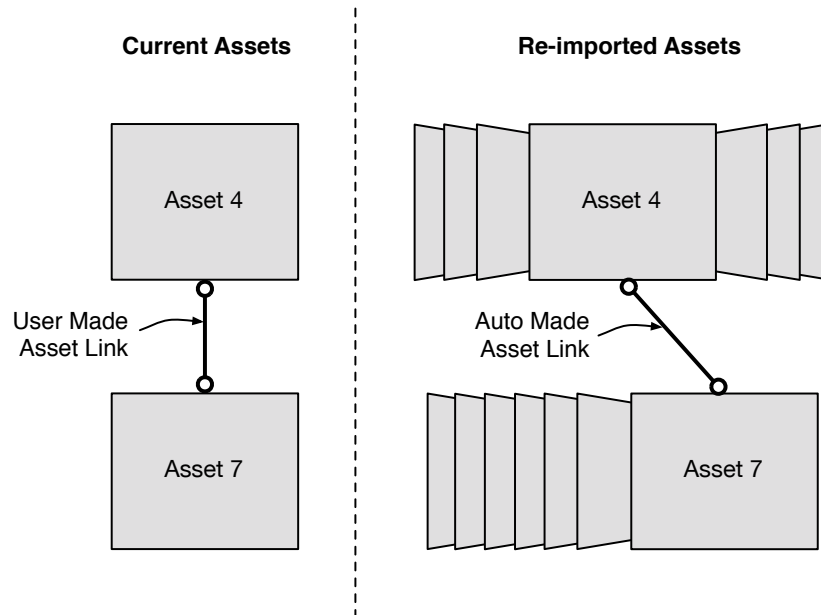 Current Assets
Re-imported Assets
Asset 4
Asset 4
User Made
Asset Link
Auto Made
Asset Link
Asset 7
Asset 7